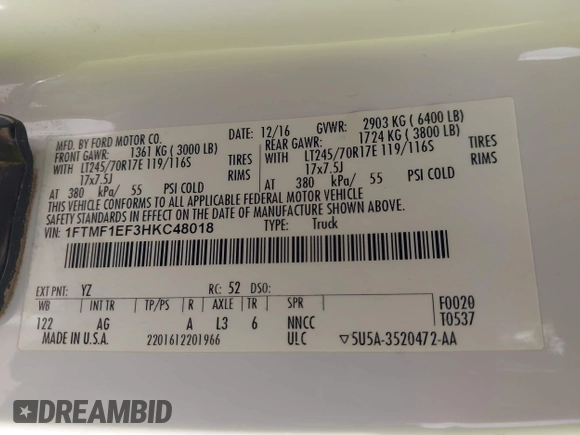 MFD. BY FORD MOTOR CO.
DATE: 12/16
GVWR: 2903 KG ( 6400 LB)
FRONT GAWR: 1361 KG ( 3000 LB)
REAR GAWR: 1724 KG ( 3800 LB)
WITH LT245/70R17E 119/116S TIRES
WITH LT245/70R17E 119/116S TIRES
17x7.5J RIMS
17x7.5J RIMS
AT 380 kPa/ 55 PSI COLD
AT 380 kPa/ 55 PSI COLD
THIS VEHICLE CONFORMS TO ALL APPLICABLE FEDERAL MOTOR VEHICLE
SAFETY STANDARDS IN EFFECT ON THE DATE OF MANUFACTURE SHOWN ABOVE.
VIN: 1FTMF1EF3HKC48018
TYPE: Truck
EXT PNT: YZ RC: 52 DSO:
WB INT TR TP/PS R AXLE TR SPR F0020
T0537
122 AG A L3 6 NNCC
MADE IN U.S.A. 2201612201966 ULC ▽5U5A-3520472-AA
DREAMBID